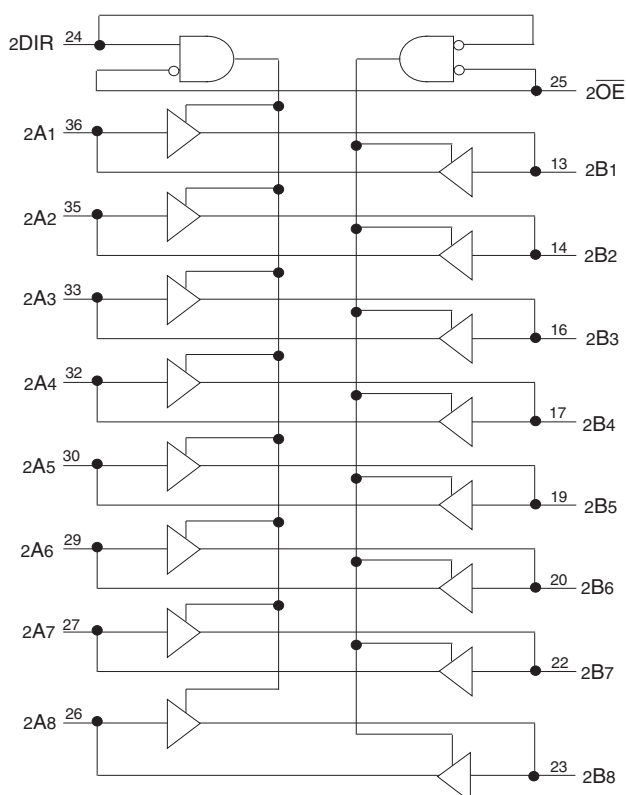 2DIR 24
25 2O̅E̅
2A1 36
13 2B1
2A2 35
14 2B2
2A3 33
16 2B3
2A4 32
17 2B4
2A5 30
19 2B5
2A6 29
20 2B6
2A7 27
22 2B7
2A8 26
23 2B8